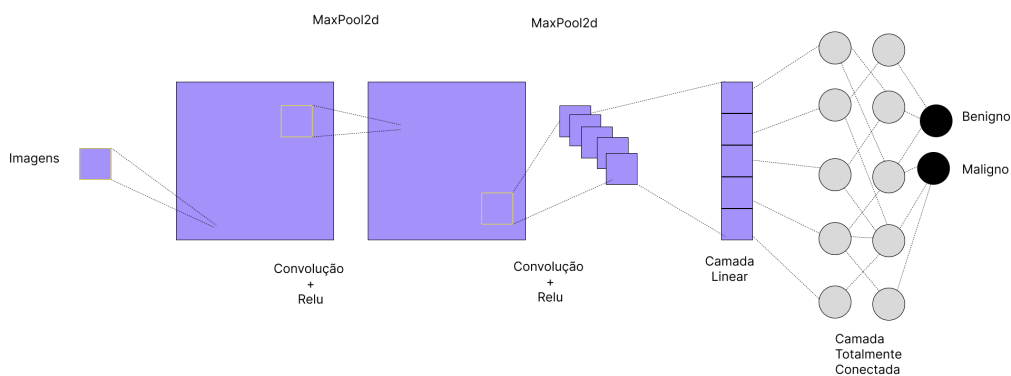 MaxPool2d
MaxPool2d
Imagens
Convolução
+
Relu
Convolução
+
Relu
Camada
Linear
Benigno
Maligno
Camada
Totalmente
Conectada